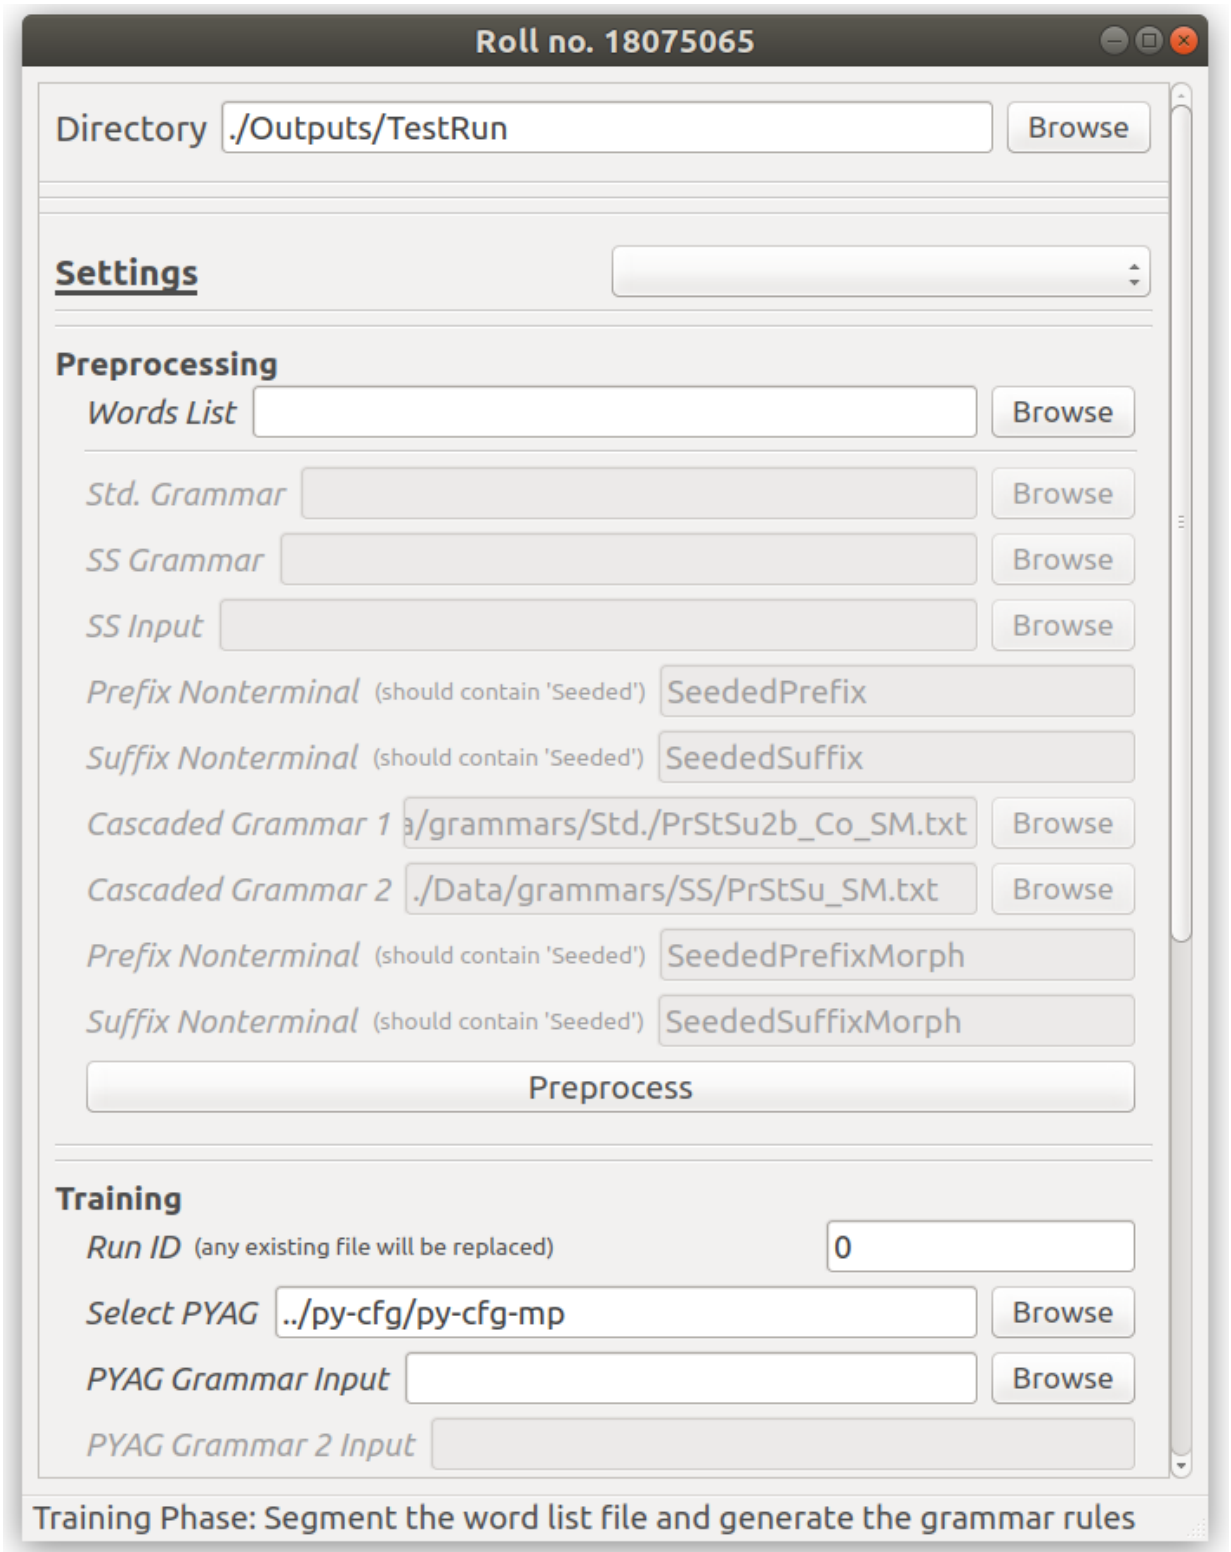 Roll no. 18075065
Directory ./Outputs/TestRun Browse
Settings
Preprocessing
Words List Browse
Std. Grammar Browse
SS Grammar Browse
SS Input Browse
Prefix Nonterminal (should contain 'Seeded') SeededPrefix
Suffix Nonterminal (should contain 'Seeded') SeededSuffix
Cascaded Grammar 1 a/grammars/Std./PrStSu2b_Co_SM.txt Browse
Cascaded Grammar 2 ./Data/grammars/SS/PrStSu_SM.txt Browse
Prefix Nonterminal (should contain 'Seeded') SeededPrefixMorph
Suffix Nonterminal (should contain 'Seeded') SeededSuffixMorph
Preprocess
Training
Run ID (any existing file will be replaced) 0
Select PYAG ../py-cfg/py-cfg-mp Browse
PYAG Grammar Input Browse
PYAG Grammar 2 Input
Training Phase: Segment the word list file and generate the grammar rules